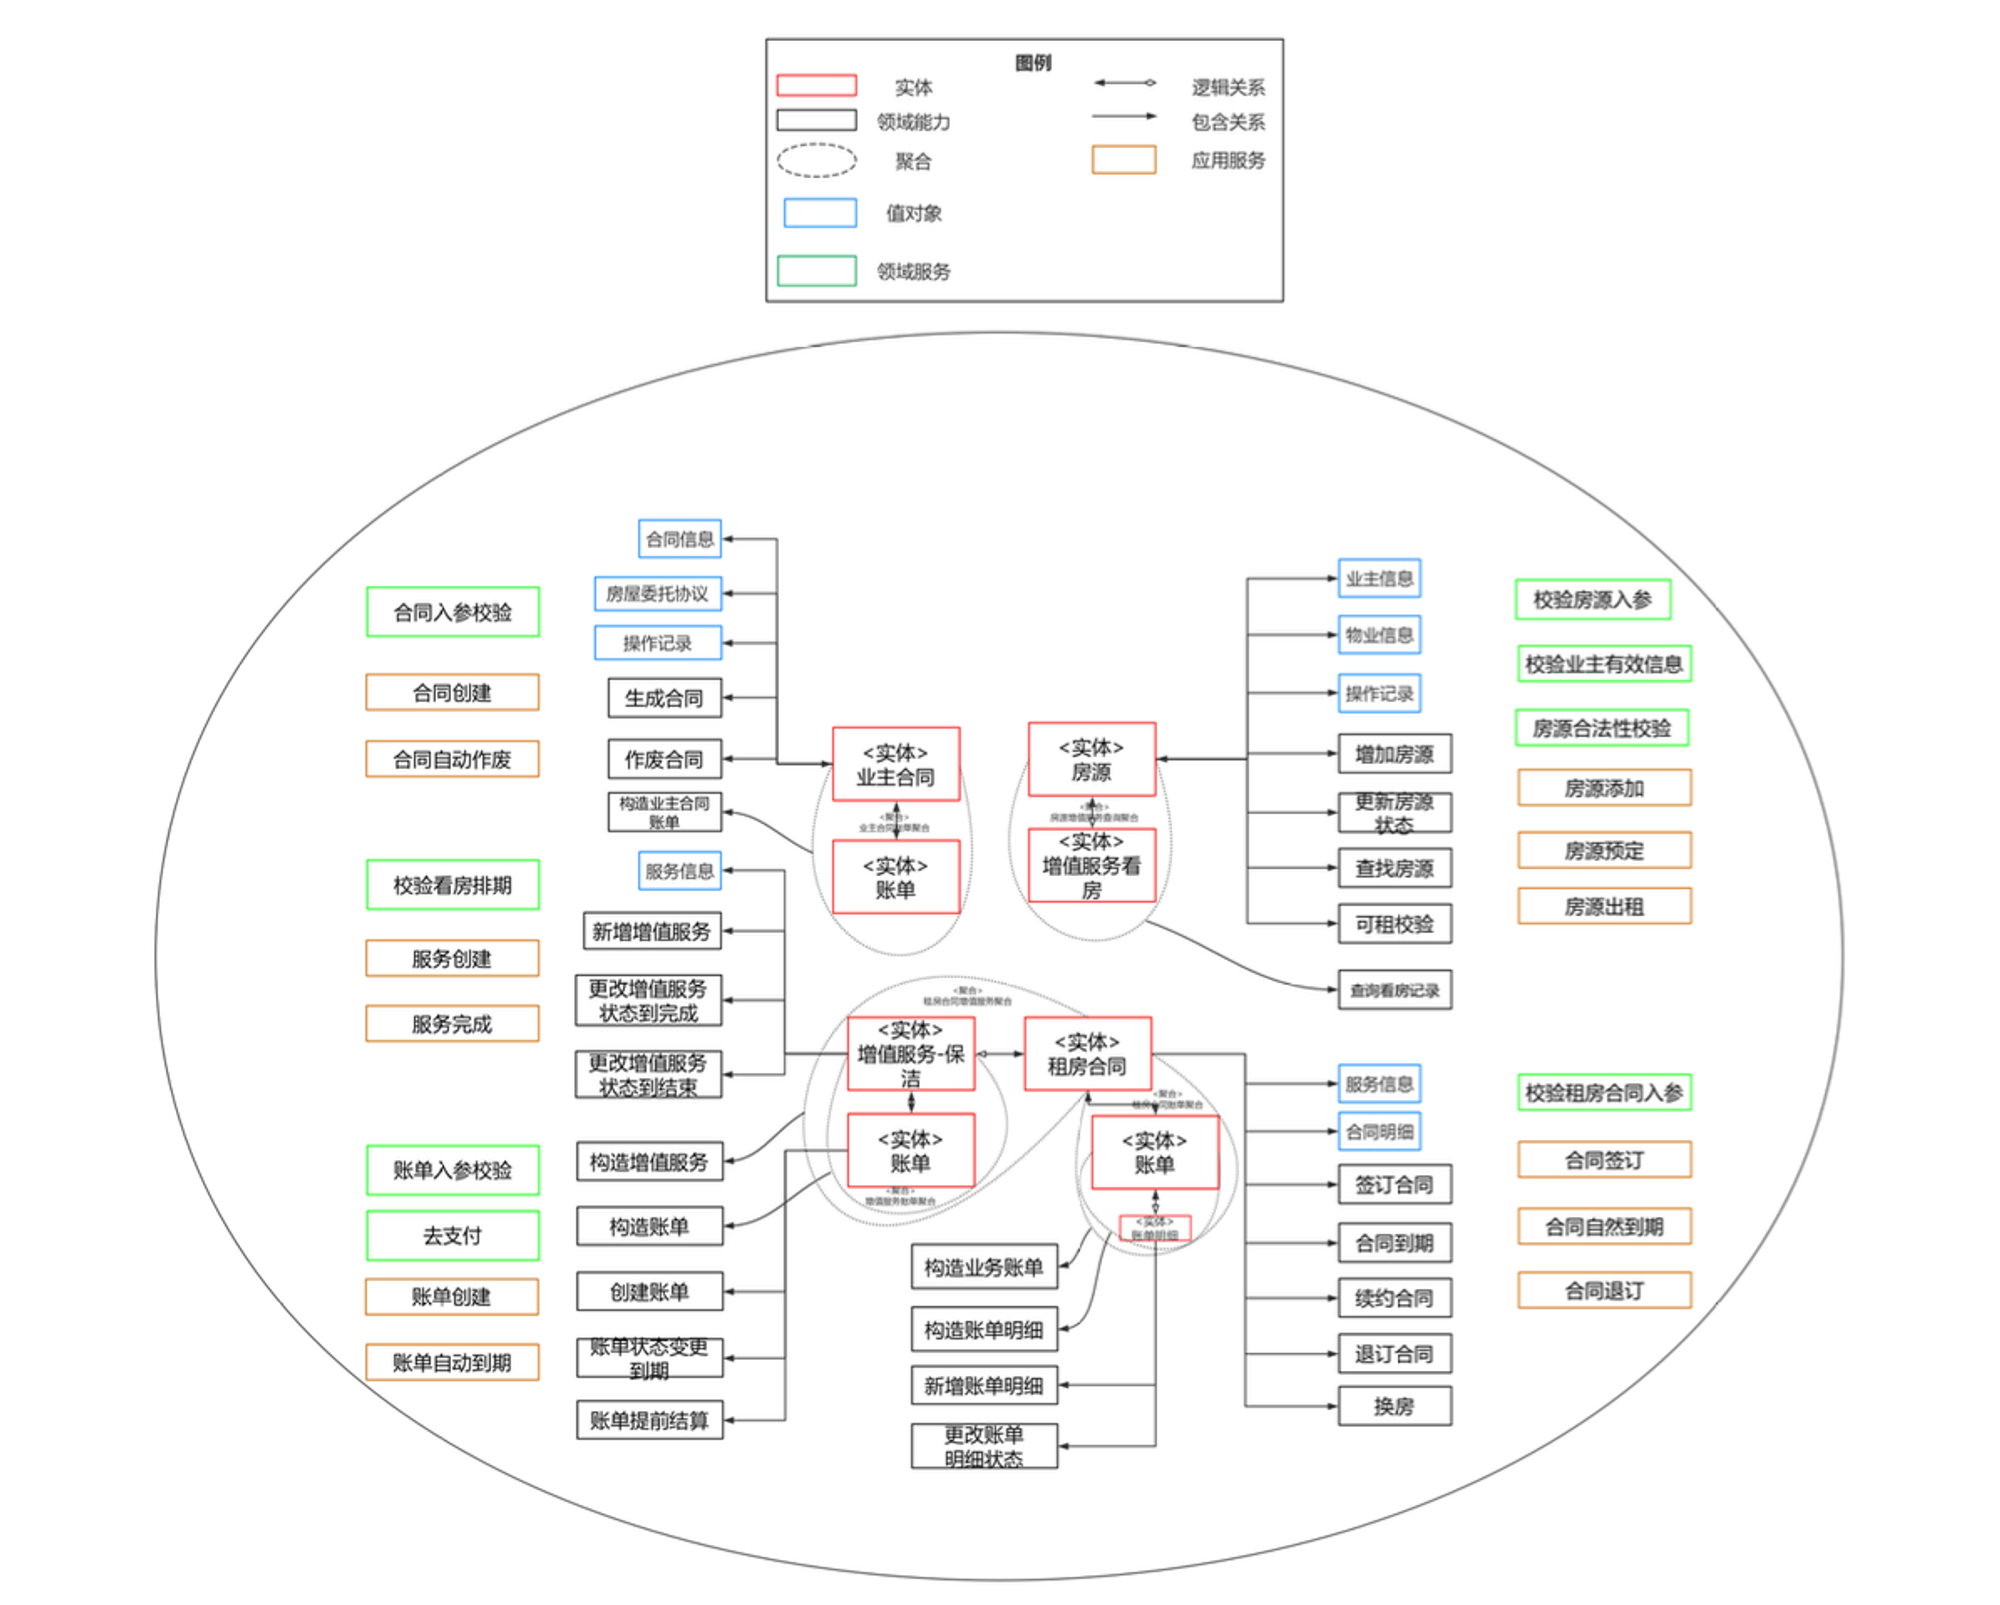 图例
实体
逻辑关系
领域能力
包含关系
聚合
应用服务
值对象
领域服务
合同信息
房屋委托协议
操作记录
生成合同
作废合同
构造业主合同
账单
合同入参校验
合同创建
合同自动作废
<实体>
业主合同
<聚合>
业主合同账单聚合
<实体>
账单
<实体>
房源
<聚合>
房源增值服务查询聚合
<实体>
增值服务看
房
业主信息
物业信息
操作记录
增加房源
更新房源
状态
查找房源
可租校验
查询看房记录
校验房源入参
校验业主有效信息
房源合法性校验
房源添加
房源预定
房源出租
校验看房排期
服务创建
服务完成
服务信息
新增增值服务
更改增值服务
状态到完成
更改增值服务
状态到结束
构造增值服务
构造账单
创建账单
账单状态变更
到期
账单提前结算
账单入参校验
去支付
账单创建
账单自动到期
<聚合>
租房合同增值服务聚合
<实体>
增值服务-保
洁
<实体>
租房合同
<实体>
账单
<聚合>
增值服务账单聚合
<聚合>
租房合同账单聚合
<实体>
账单
<实体>
账单明细
构造业务账单
构造账单明细
新增账单明细
更改账单
明细状态
服务信息
合同明细
签订合同
合同到期
续约合同
退订合同
换房
校验租房合同入参
合同签订
合同自然到期
合同退订